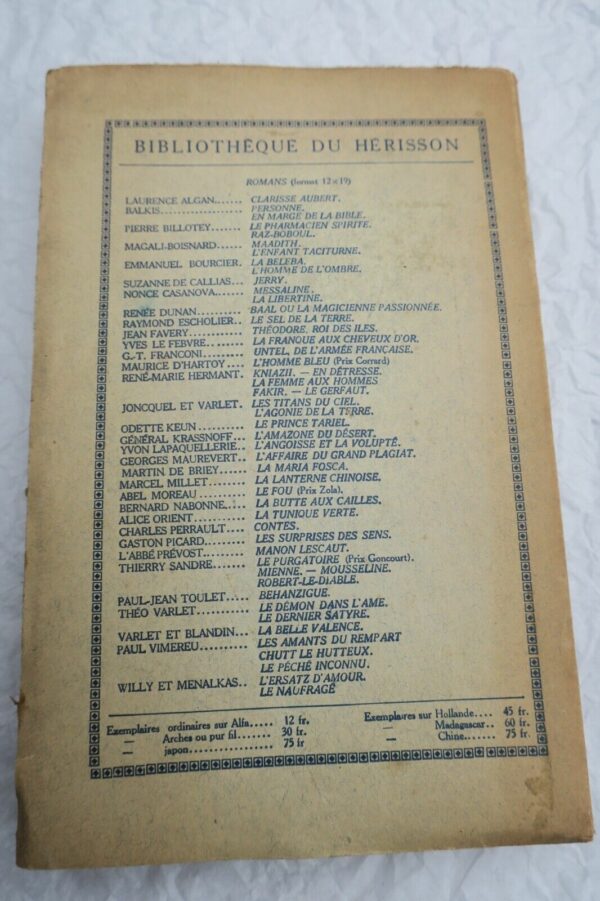 BIBLIOTHÈQUE DU HÉRISSON
ROMANS (format 12×19)
LAURENCE ALGAN...... CLARISSE AUBERT.
BALKIS.................. PERSONNE.
EN MARGE DE LA BIBLE.
PIERRE BILLOTEY...... LE PHARMACIEN SPIRITE.
RAZ-BOBOUL.
MAGALI-BOISNARD...... MAADITH.
L'ENFANT TACITURNE.
EMMANUEL BOURCIER. LA BELEBA.
L'HOMME DE L'OMBRE.
SUZANNE DE CALLIAS... JERRY.
NONCE CASANOVA....... MESSALINE.
LA LIBERTINE.
RENÉE DUNAN.......... BAAL OU LA MAGICIENNE PASSIONNÉE.
RAYMOND ESCHOLIER.. LE SEL DE LA TERRE.
JEAN FAVERY........... THÉODORE, ROI DES ILES.
YVES LE FEBVRE........ LA FRANQUE AUX CHEVEUX D'OR.
G.-T. FRANCONI........ UNTEL, DE L'ARMÉE FRANÇAISE.
MAURICE D'HARTOY.... L'HOMME BLEU (Prix Corrard)
RENÉ-MARIE HERMANT. KNIAZII. — EN DÉTRESSE.
LA FEMME AUX HOMMES
FAKIR. — LE GERFAUT.
JONCQUEL ET VARLET. LES TITANS DU CIEL.
L'AGONIE DE LA TERRE.
ODETTE KEUN.......... LE PRINCE TARIEL.
GÉNÉRAL KRASSNOFF... L'AMAZONE DU DÉSERT.
YVON LAPAQUELLERIE.. L'ANGOISSE ET LA VOLUPTÉ.
GEORGES MAUREVERT.. L'AFFAIRE DU GRAND PLAGIAT.
MARTIN DE BRIEY...... LA MARIA FOSCA.
MARCEL MILLET........ LA LANTERNE CHINOISE.
ABEL MOREAU.......... LE FOU (Prix Zola).
BERNARD NABONNE.... LA BUTTE AUX CAILLES.
ALICE ORIENT........... LA TUNIQUE VERTE.
CHARLES PERRAULT.... CONTES.
GASTON PICARD......... LES SURPRISES DES SENS.
L'ABBÉ PRÉVOST......... MANON LESCAUT.
THIERRY SANDRE....... LE PURGATOIRE (Prix Goncourt).
MIENNE. — MOUSSELINE.
ROBERT-LE-DIABLE.
PAUL-JEAN TOULET..... BEHANZIGUE.
THÉO VARLET........... LE DÉMON DANS L'AME.
LE DERNIER SATYRE.
VARLET ET BLANDIN... LA BELLE VALENCE.
PAUL VIMEREU.......... LES AMANTS DU REMPART
CHUTT LE HUTTEUX.
LE PÉCHÉ INCONNU.
WILLY ET MENALKAS.. L'ERSATZ D'AMOUR.
LE NAUFRAGÉ
Exemplaires ordinaires sur Alfa..... 12 fr.
— Arches ou pur fil....... 30 fr.
— japon.................. 75 fr
Exemplaires sur Hollande.... 45 fr.
— Madagascar.. 60 fr.
— Chine...... 75 fr.